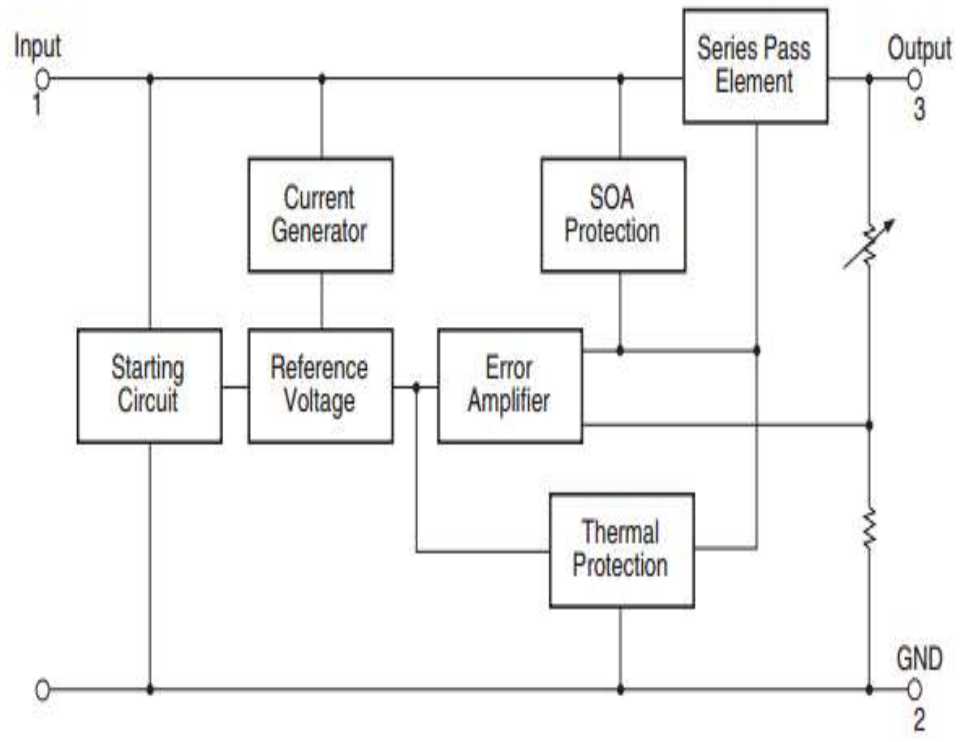 Input
1
Series Pass
Element
Output
3
Current
Generator
SOA
Protection
Starting
Circuit
Reference
Voltage
Error
Amplifier
Thermal
Protection
GND
2